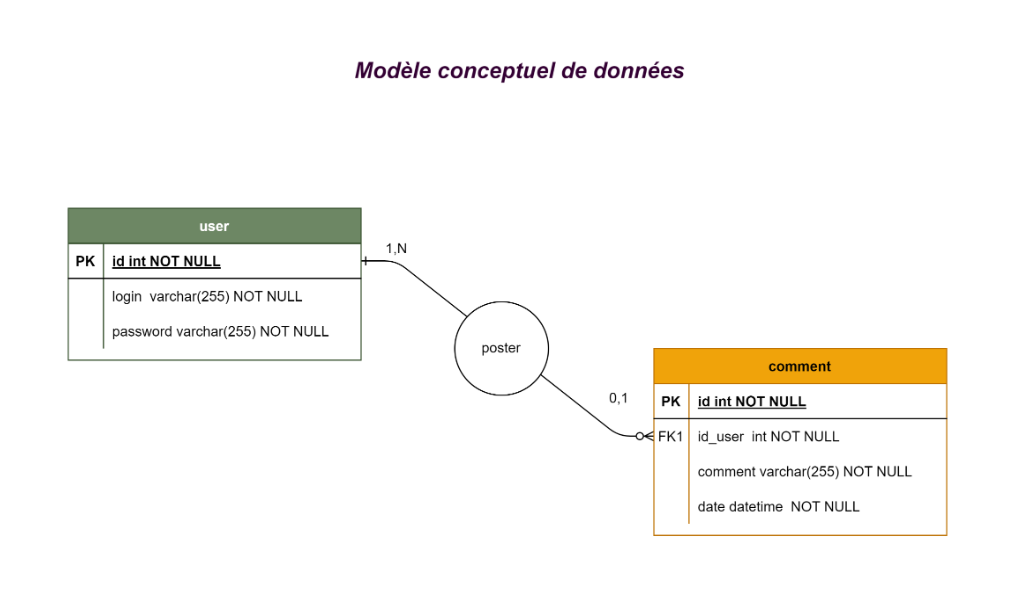 Modèle conceptuel de données
user
PK id int NOT NULL
login varchar(255) NOT NULL
password varchar(255) NOT NULL
1,N
poster
0,1
comment
PK id int NOT NULL
FK1 id_user int NOT NULL
comment varchar(255) NOT NULL
date datetime NOT NULL